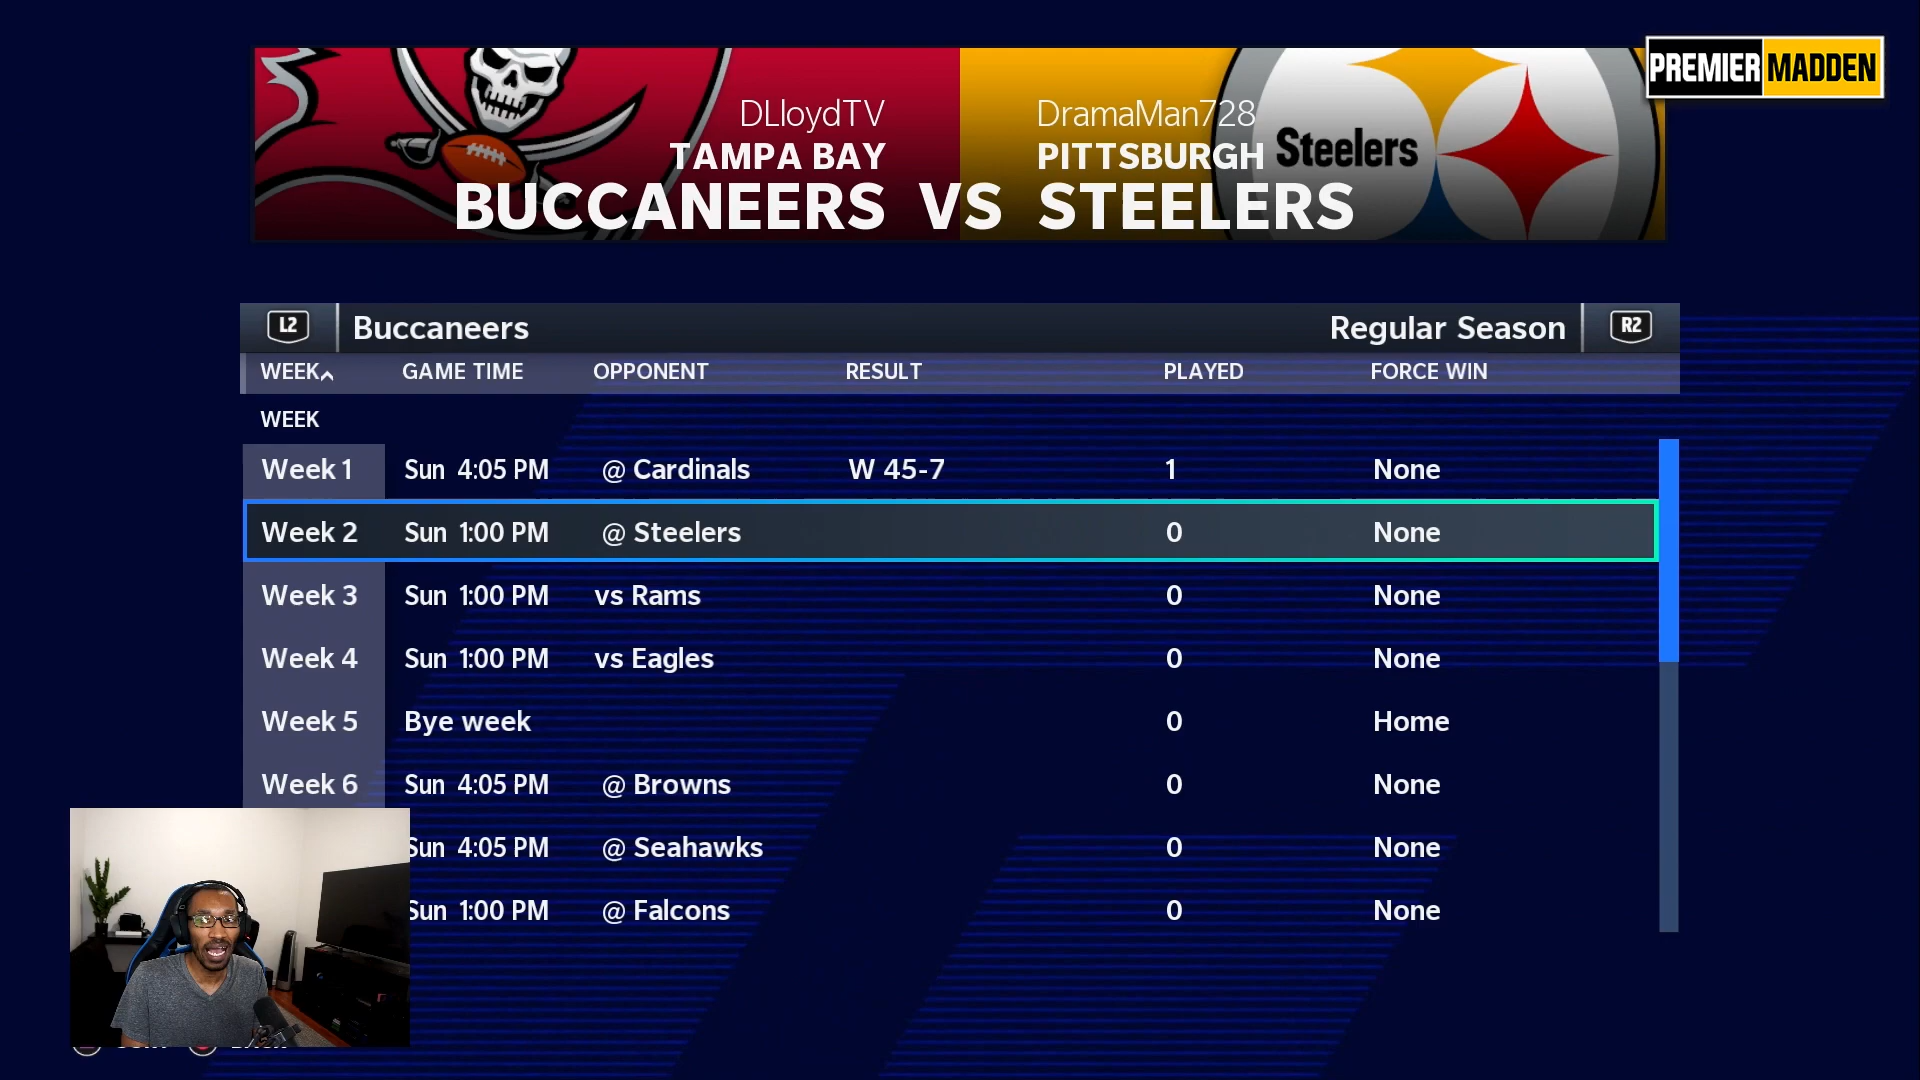 PREMIER MADDEN
DLloydTV
TAMPA BAY
BUCCANEERS VS STEELERS
DramaMan728
PITTSBURGH
Steelers
L2 Buccaneers Regular Season R2
WEEK GAME TIME OPPONENT RESULT PLAYED FORCE WIN
WEEK
Week 1 Sun 4:05 PM @ Cardinals W 45-7 1 None
Week 2 Sun 1:00 PM @ Steelers 0 None
Week 3 Sun 1:00 PM vs Rams 0 None
Week 4 Sun 1:00 PM vs Eagles 0 None
Week 5 Bye week 0 Home
Week 6 Sun 4:05 PM @ Browns 0 None
Sun 4:05 PM @ Seahawks 0 None
Sun 1:00 PM @ Falcons 0 None